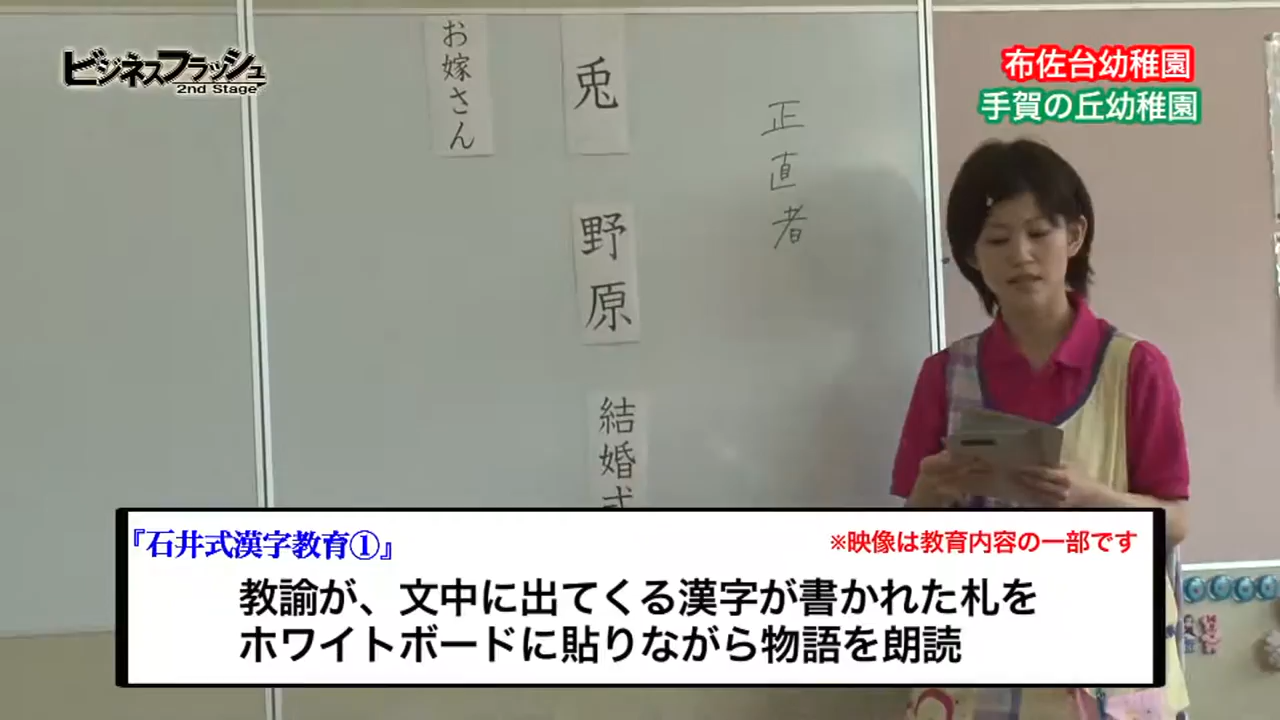 ビジネスフラッシュ
2nd Stage
布佐台幼稚園
手賀の丘幼稚園
正直者
兎
野原
結婚式
お嫁さん
『石井式漢字教育①』
※映像は教育内容の一部です
教諭が、文中に出てくる漢字が書かれた札を
ホワイトボードに貼りながら物語を朗読